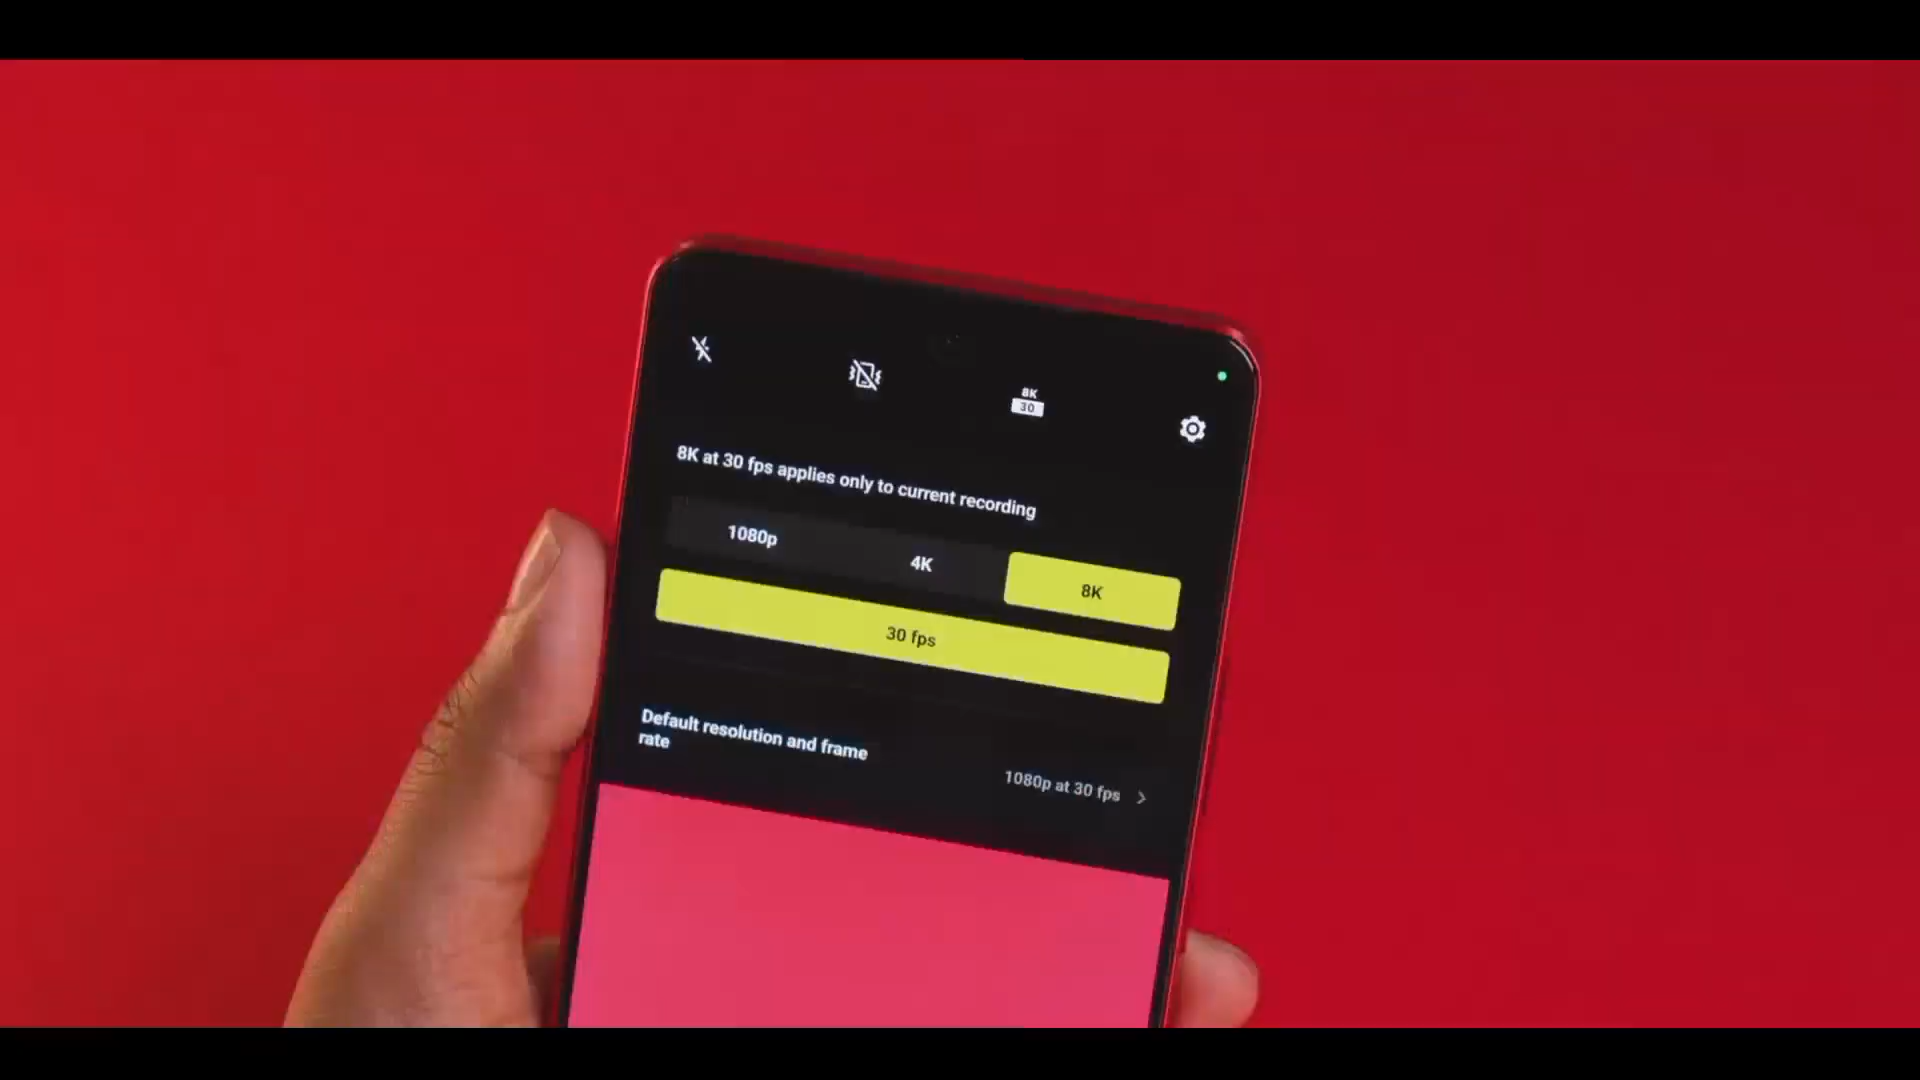 8K
30
8K at 30 fps applies only to current recording
1080p
4K
8K
30 fps
Default resolution and frame
rate
1080p at 30 fps